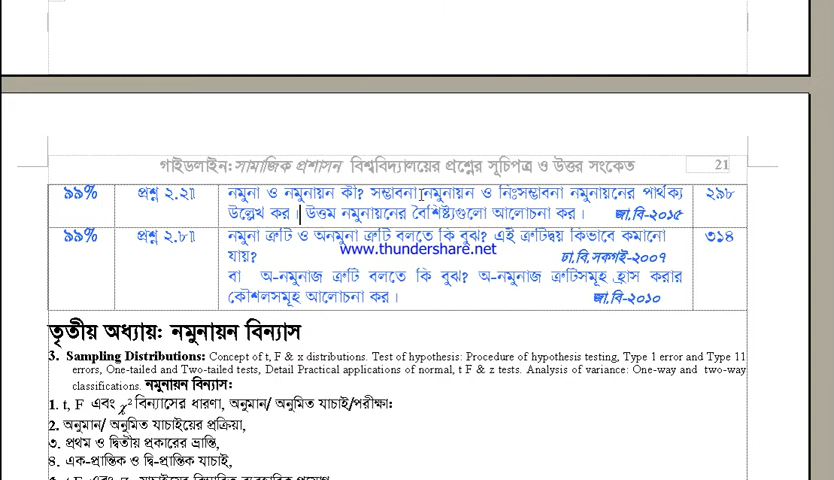 গাইডলাইন: সামাজিক প্রশাসন বিশ্ববিদ্যালয়ের প্রশ্নের সূচিপত্র ও উত্তর সংকেত 21
৯৯% প্রশ্ন ২.২॥ নমুনা ও নমুনায়ন কী? সম্ভাবনা নমুনায়ন ও নিঃসম্ভাবনা নমুনায়নের পার্থক্য ২৯৮
উল্লেখ কর। উত্তম নমুনায়নের বৈশিষ্ট্যগুলো আলোচনা কর। জা.বি-২০১৫
৯৯% প্রশ্ন ২.৮॥ নমুনা ত্রুটি ও অনমুনা ত্রুটি বলতে কি বুঝ? এই ত্রুটিদ্বয় কিভাবে কমানো ৩১৪
যায়? ঢা.বি.সকগই-২০০৭
www.thundershare.net
বা অ-নমুনাজ ত্রুটি বলতে কি বুঝ? অ-নমুনাজ ত্রুটিসমূহ হ্রাস করার
কৌশলসমূহ আলোচনা কর। জা.বি-২০১০
তৃতীয় অধ্যায়: নমুনায়ন বিন্যাস
3. Sampling Distributions: Concept of t, F & x distributions. Test of hypothesis: Procedure of hypothesis testing, Type 1 error and Type 11
errors, One-tailed and Two-tailed tests, Detail Practical applications of normal, t F & z tests. Analysis of variance: One-way and two-way
classifications. নমুনায়ন বিন্যাস:
1. t, F এবং χ² বিন্যাসের ধারণা, অনুমান/ অনুমিত যাচাই/পরীক্ষা:
2. অনুমান/ অনুমিত যাচাইয়ের প্রক্রিয়া,
৩. প্রথম ও দ্বিতীয় প্রকারের ভ্রান্তি,
৪. এক-প্রান্তিক ও দ্বি-প্রান্তিক যাচাই,